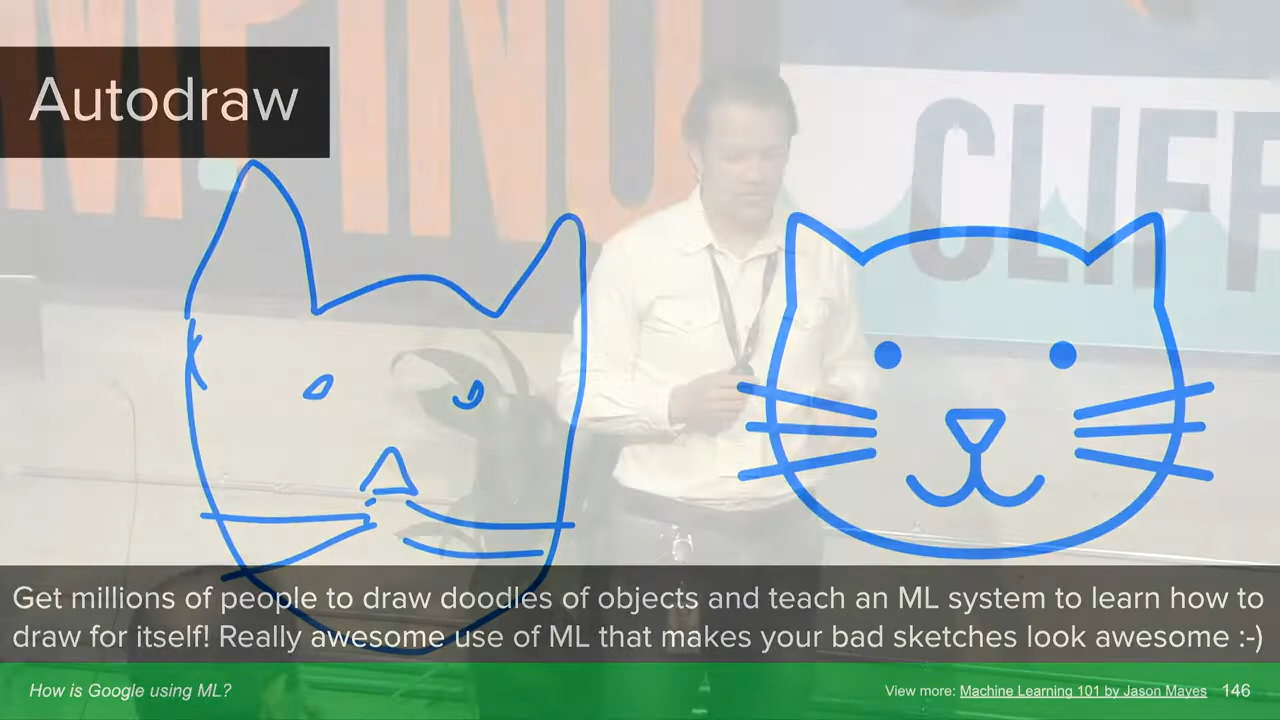 MPING
CLIFF
Autodraw
Get millions of people to draw doodles of objects and teach an ML system to learn how to
draw for itself! Really awesome use of ML that makes your bad sketches look awesome :-)
How is Google using ML?
View more: Machine Learning 101 by Jason Mayes 146